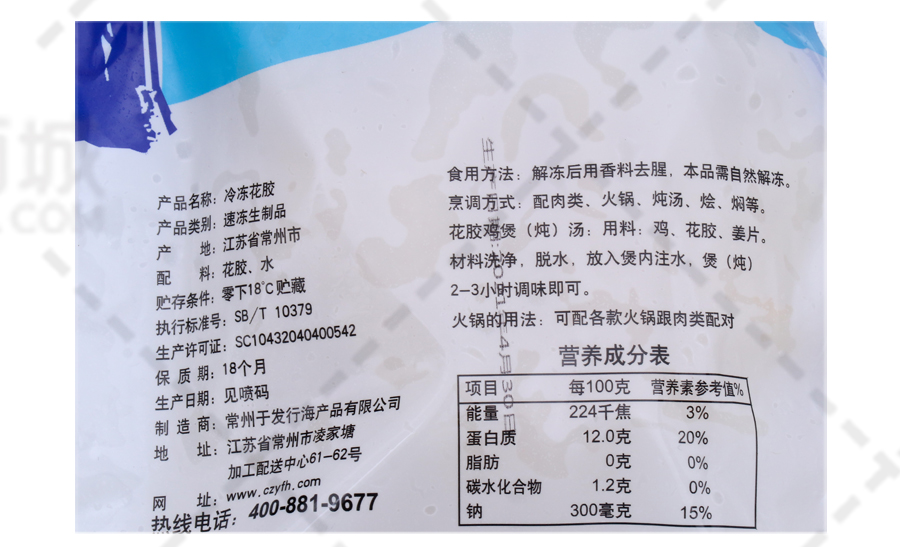 产品名称：冷冻花胶
产品类别：速冻生制品
产　　地：江苏省常州市
配　　料：花胶、水
贮存条件：零下18°C贮藏
执行标准号：SB/T 10379
生产许可证：SC10432040400542
保 质 期：18个月
生产日期：见喷码
制 造 商：常州于发行海产品有限公司
地　　址：江苏省常州市凌家塘
加工配送中心61-62号
网　　址：www.czyfh.com
热线电话：400-881-9677
食用方法：解冻后用香料去腥，本品需自然解冻。
烹调方式：配肉类、火锅、炖汤、烩、焖等。
花胶鸡煲（炖）汤：用料：鸡、花胶、姜片。
材料洗净，脱水，放入煲内注水，煲（炖）
2-3小时调味即可。
火锅的用法：可配各款火锅跟肉类配对
营养成分表
项目 每100克 营养素参考值%
能量 224千焦 3%
蛋白质 12.0克 20%
脂肪 0克 0%
碳水化合物 1.2克 0%
钠 300毫克 15%
城
.COM